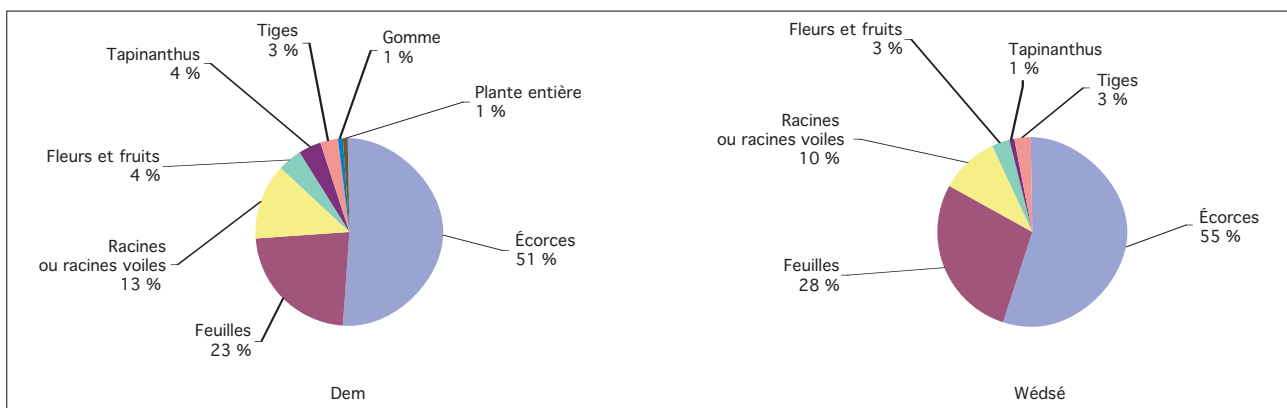 Tiges
3 %
Gomme
1 %
Tapinanthus
4 %
Plante entière
1 %
Fleurs et fruits
4 %
Racines
ou racines voiles
13 %
Écorces
51 %
Feuilles
23 %
Dem
Fleurs et fruits
3 %
Tapinanthus
1 %
Tiges
3 %
Racines
ou racines voiles
10 %
Écorces
55 %
Feuilles
28 %
Wédsé